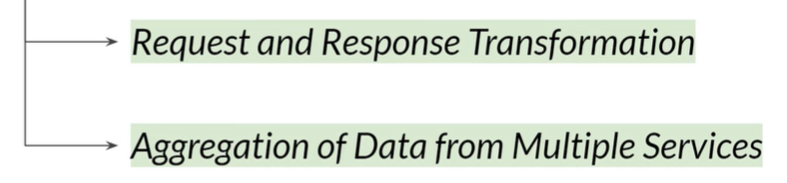 Request and Response Transformation
Aggregation of Data from Multiple Services